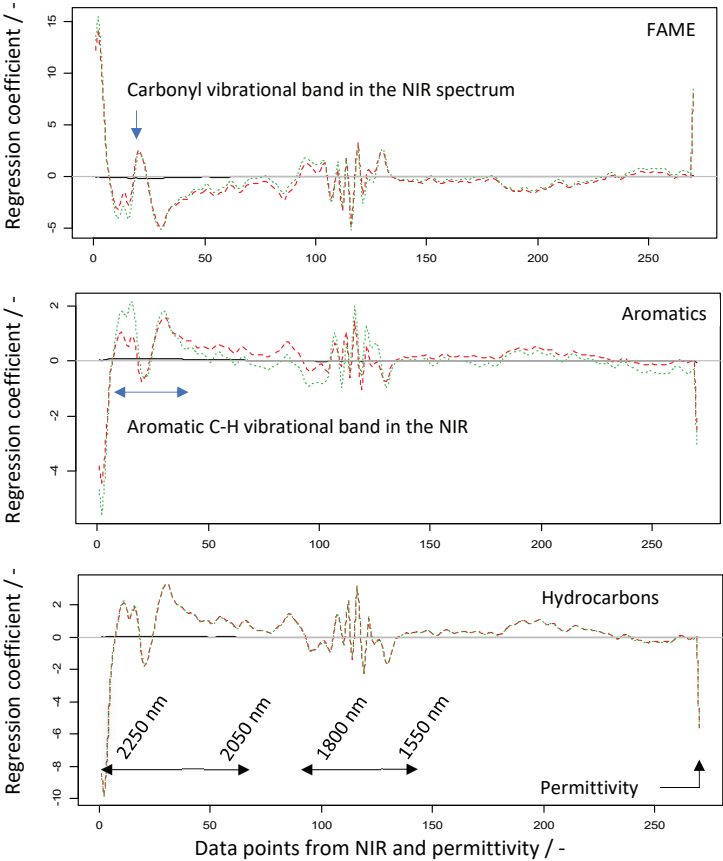 FAME
Carbonyl vibrational band in the NIR spectrum
Regression coefficient / -
15
10
5
0
-5
0 50 100 150 200 250
Aromatics
Aromatic C-H vibrational band in the NIR
Regression coefficient / -
2
0
-2
-4
0 50 100 150 200 250
Hydrocarbons
Regression coefficient / -
2
0
-2
-4
-6
-8
-10
2250 nm
2050 nm
1800 nm
1550 nm
Permittivity
0 50 100 150 200 250
Data points from NIR and permittivity / -